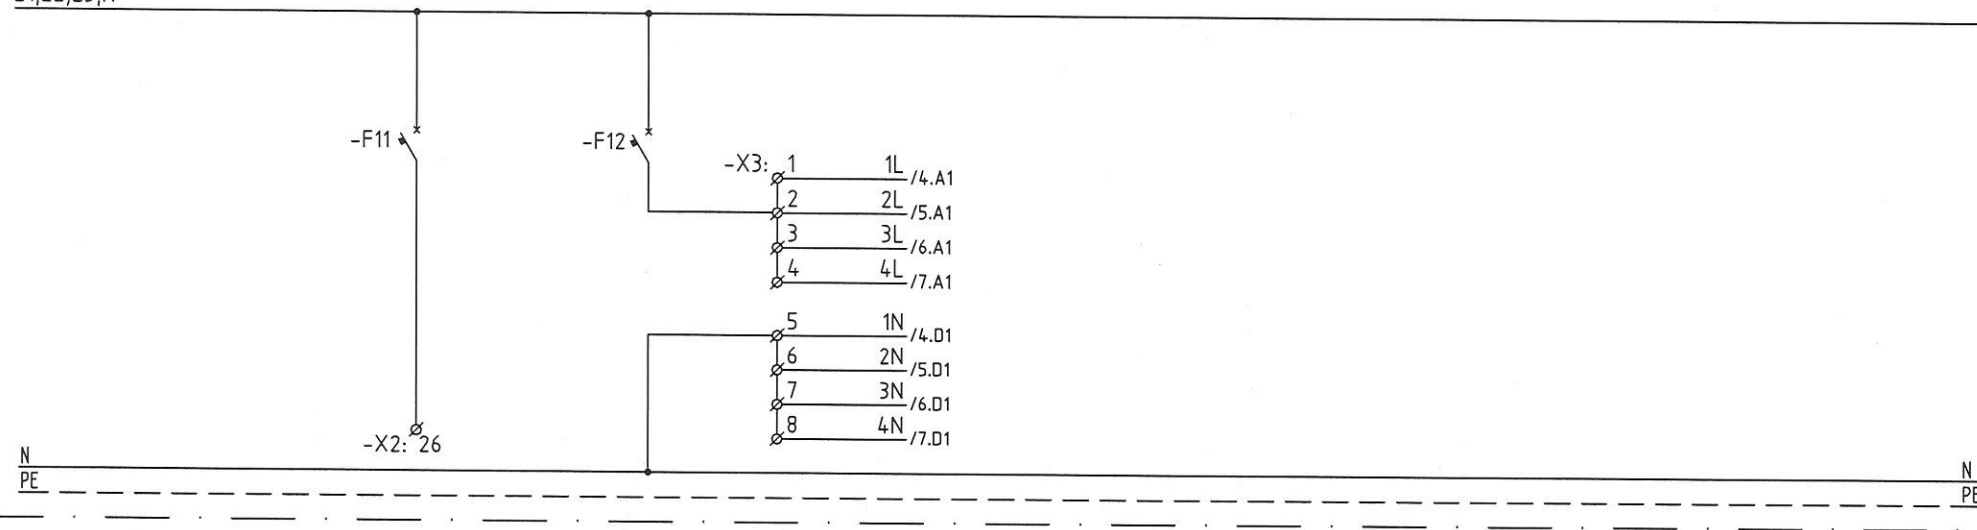 -F11
-F12
-X3: 1 1L /4.A1
2 2L /5.A1
3 3L /6.A1
4 4L /7.A1
5 1N /4.D1
6 2N /5.D1
7 3N /6.D1
8 4N /7.D1
-X2: 26
N N
PE PE